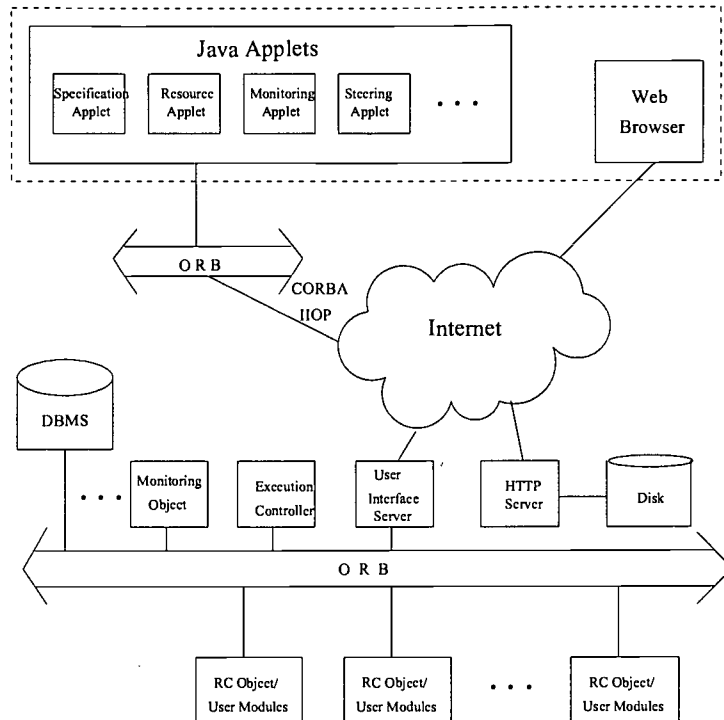 Java Applets
Specification
Applet
Resource
Applet
Monitoring
Applet
Steering
Applet
Web
Browser
O R B
CORBA
IIOP
Internet
DBMS
Monitoring
Object
Execution
Controller
User
Interface
Server
HTTP
Server
Disk
O R B
RC Object/
User Modules
RC Object/
User Modules
RC Object/
User Modules